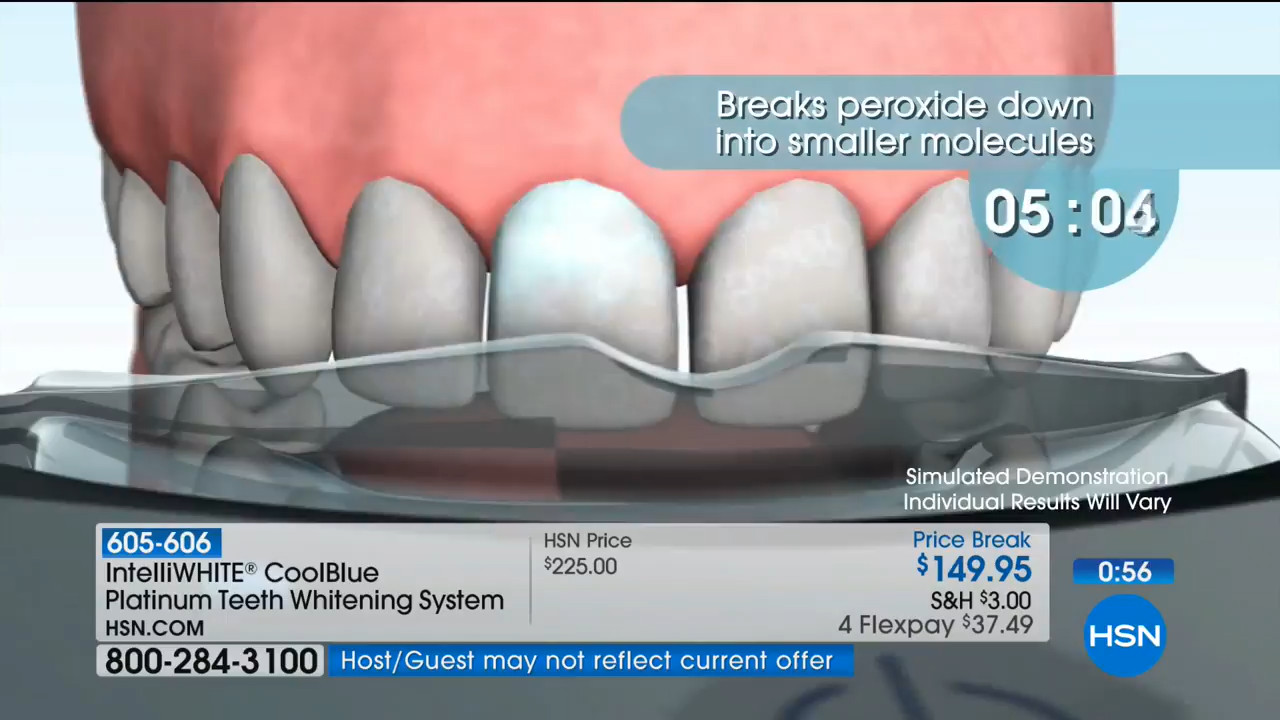 Breaks peroxide down
into smaller molecules
05:04
Simulated Demonstration
Individual Results Will Vary
605-606
IntelliWHITE® CoolBlue
Platinum Teeth Whitening System
HSN.COM
HSN Price
$225.00
Price Break
$149.95
S&H $3.00
4 Flexpay $37.49
0:56
HSN
800-284-3100
Host/Guest may not reflect current offer